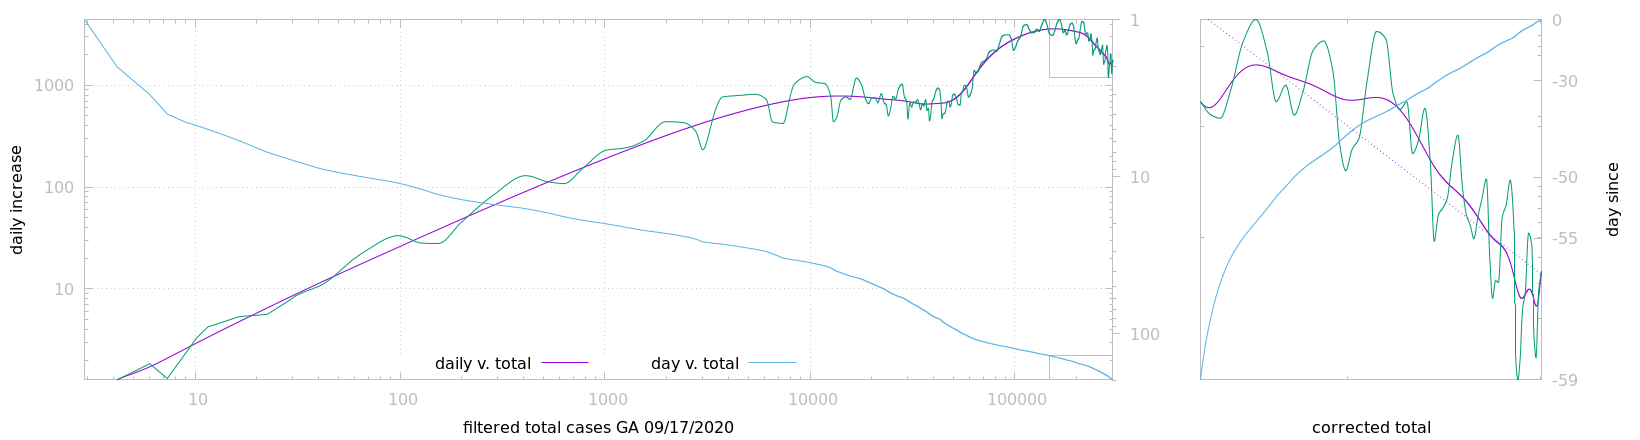 daily increase
1000
100
10
daily v. total
day v. total
10
100
1000
10000
100000
filtered total cases GA 09/17/2020
1
10
100
0
-30
-50
-55
-59
day since
corrected total